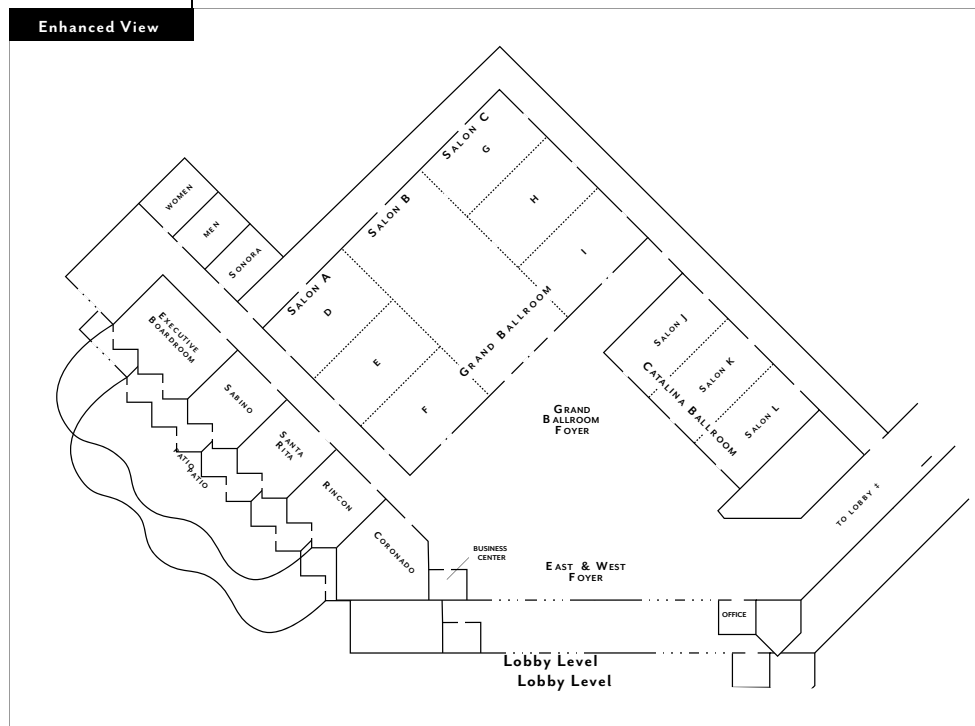 Enhanced View
WOMEN
MEN
SONORA
SALON A
D
E
F
SALON B
SALON C
G
H
I
GRAND BALLROOM
EXECUTIVE
BOARDROOM
SABINO
SANTA
RITA
RINCON
CORONADO
PATIO
PATIO
SALON J
SALON K
SALON L
CATALINA BALLROOM
GRAND
BALLROOM
FOYER
TO LOBBY ‡
BUSINESS
CENTER
EAST & WEST
FOYER
OFFICE
Lobby Level
Lobby Level